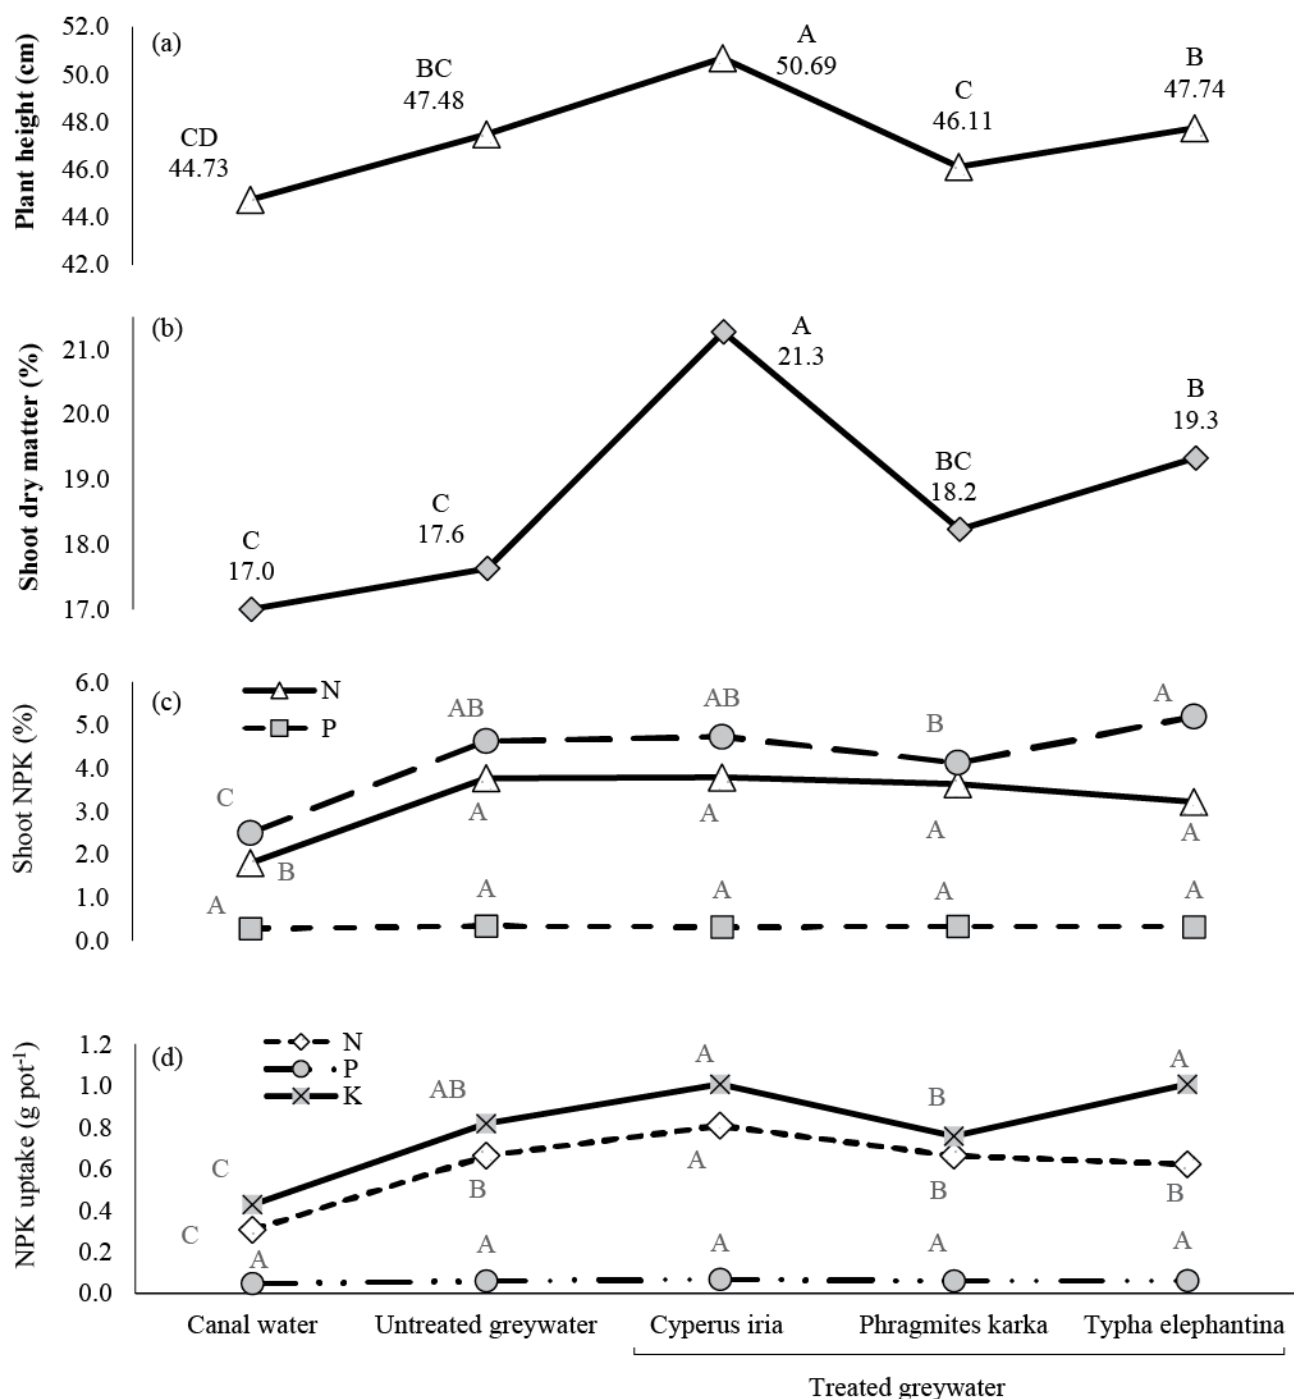 (a)
Plant height (cm)
52.0
50.0
48.0
46.0
44.0
42.0
CD
44.73
BC
47.48
A
50.69
C
46.11
B
47.74
(b)
Shoot dry matter (%)
21.0
20.0
19.0
18.0
17.0
C
17.0
C
17.6
A
21.3
BC
18.2
B
19.3
(c)
Shoot NPK (%)
6.0
5.0
4.0
3.0
2.0
1.0
0.0
N
P
C
AB
AB
B
A
B
A
A
A
A
A
A
A
A
A
(d)
NPK uptake (g pot-1)
1.2
1.0
0.8
0.6
0.4
0.2
0.0
N
P
K
C
AB
A
B
A
C
B
A
B
B
A
A
A
A
A
Canal water
Untreated greywater
Cyperus iria
Phragmites karka
Typha elephantina
Treated greywater